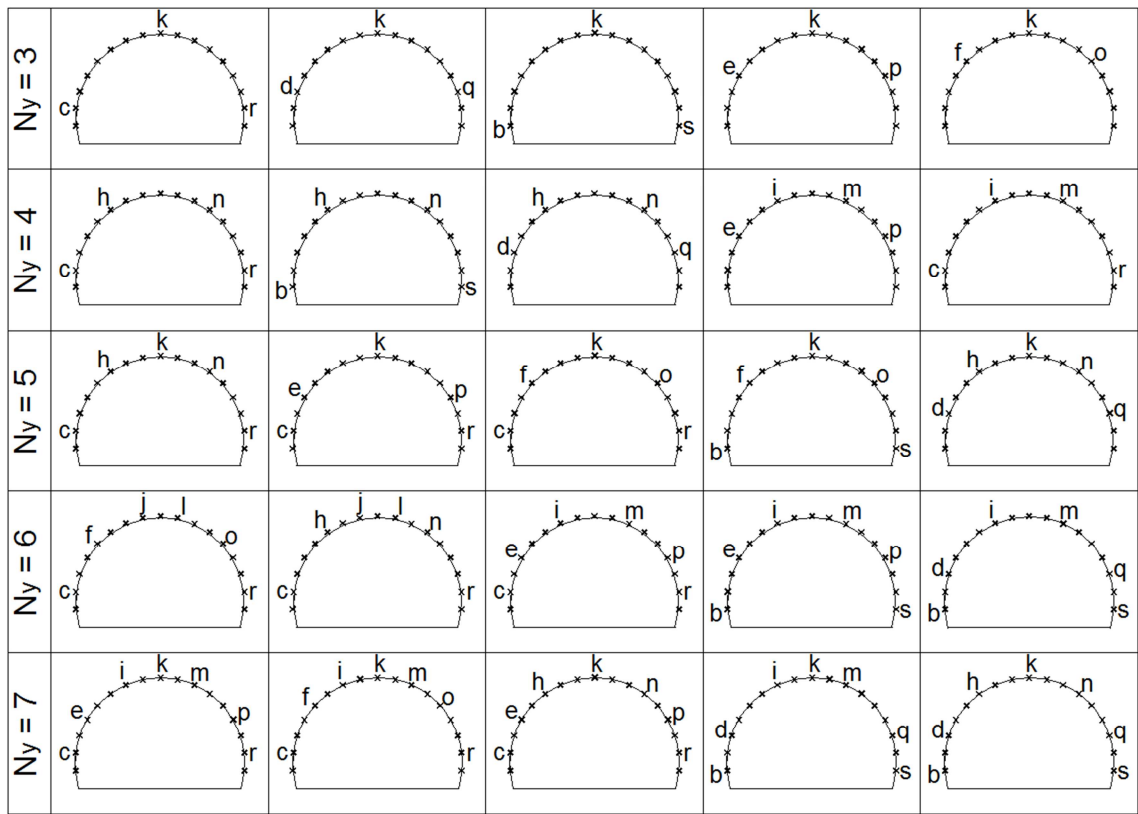 Ny = 3
k
c r
k
d q
k
b s
k
e p
k
f o
Ny = 4
h n
c r
h n
b s
h n
d q
i m
e p
i m
c r
Ny = 5
k
h n
c r
k
e p
c r
k
f o
c r
k
f o
b s
k
h n
d q
Ny = 6
j l
f o
c r
j l
h n
c r
i m
e p
c r
i m
e p
b s
i m
d q
b s
Ny = 7
k
i m
e p
c r
k
i m
f o
c r
k
h n
e p
c r
k
i m
d q
b s
k
h n
d q
b s